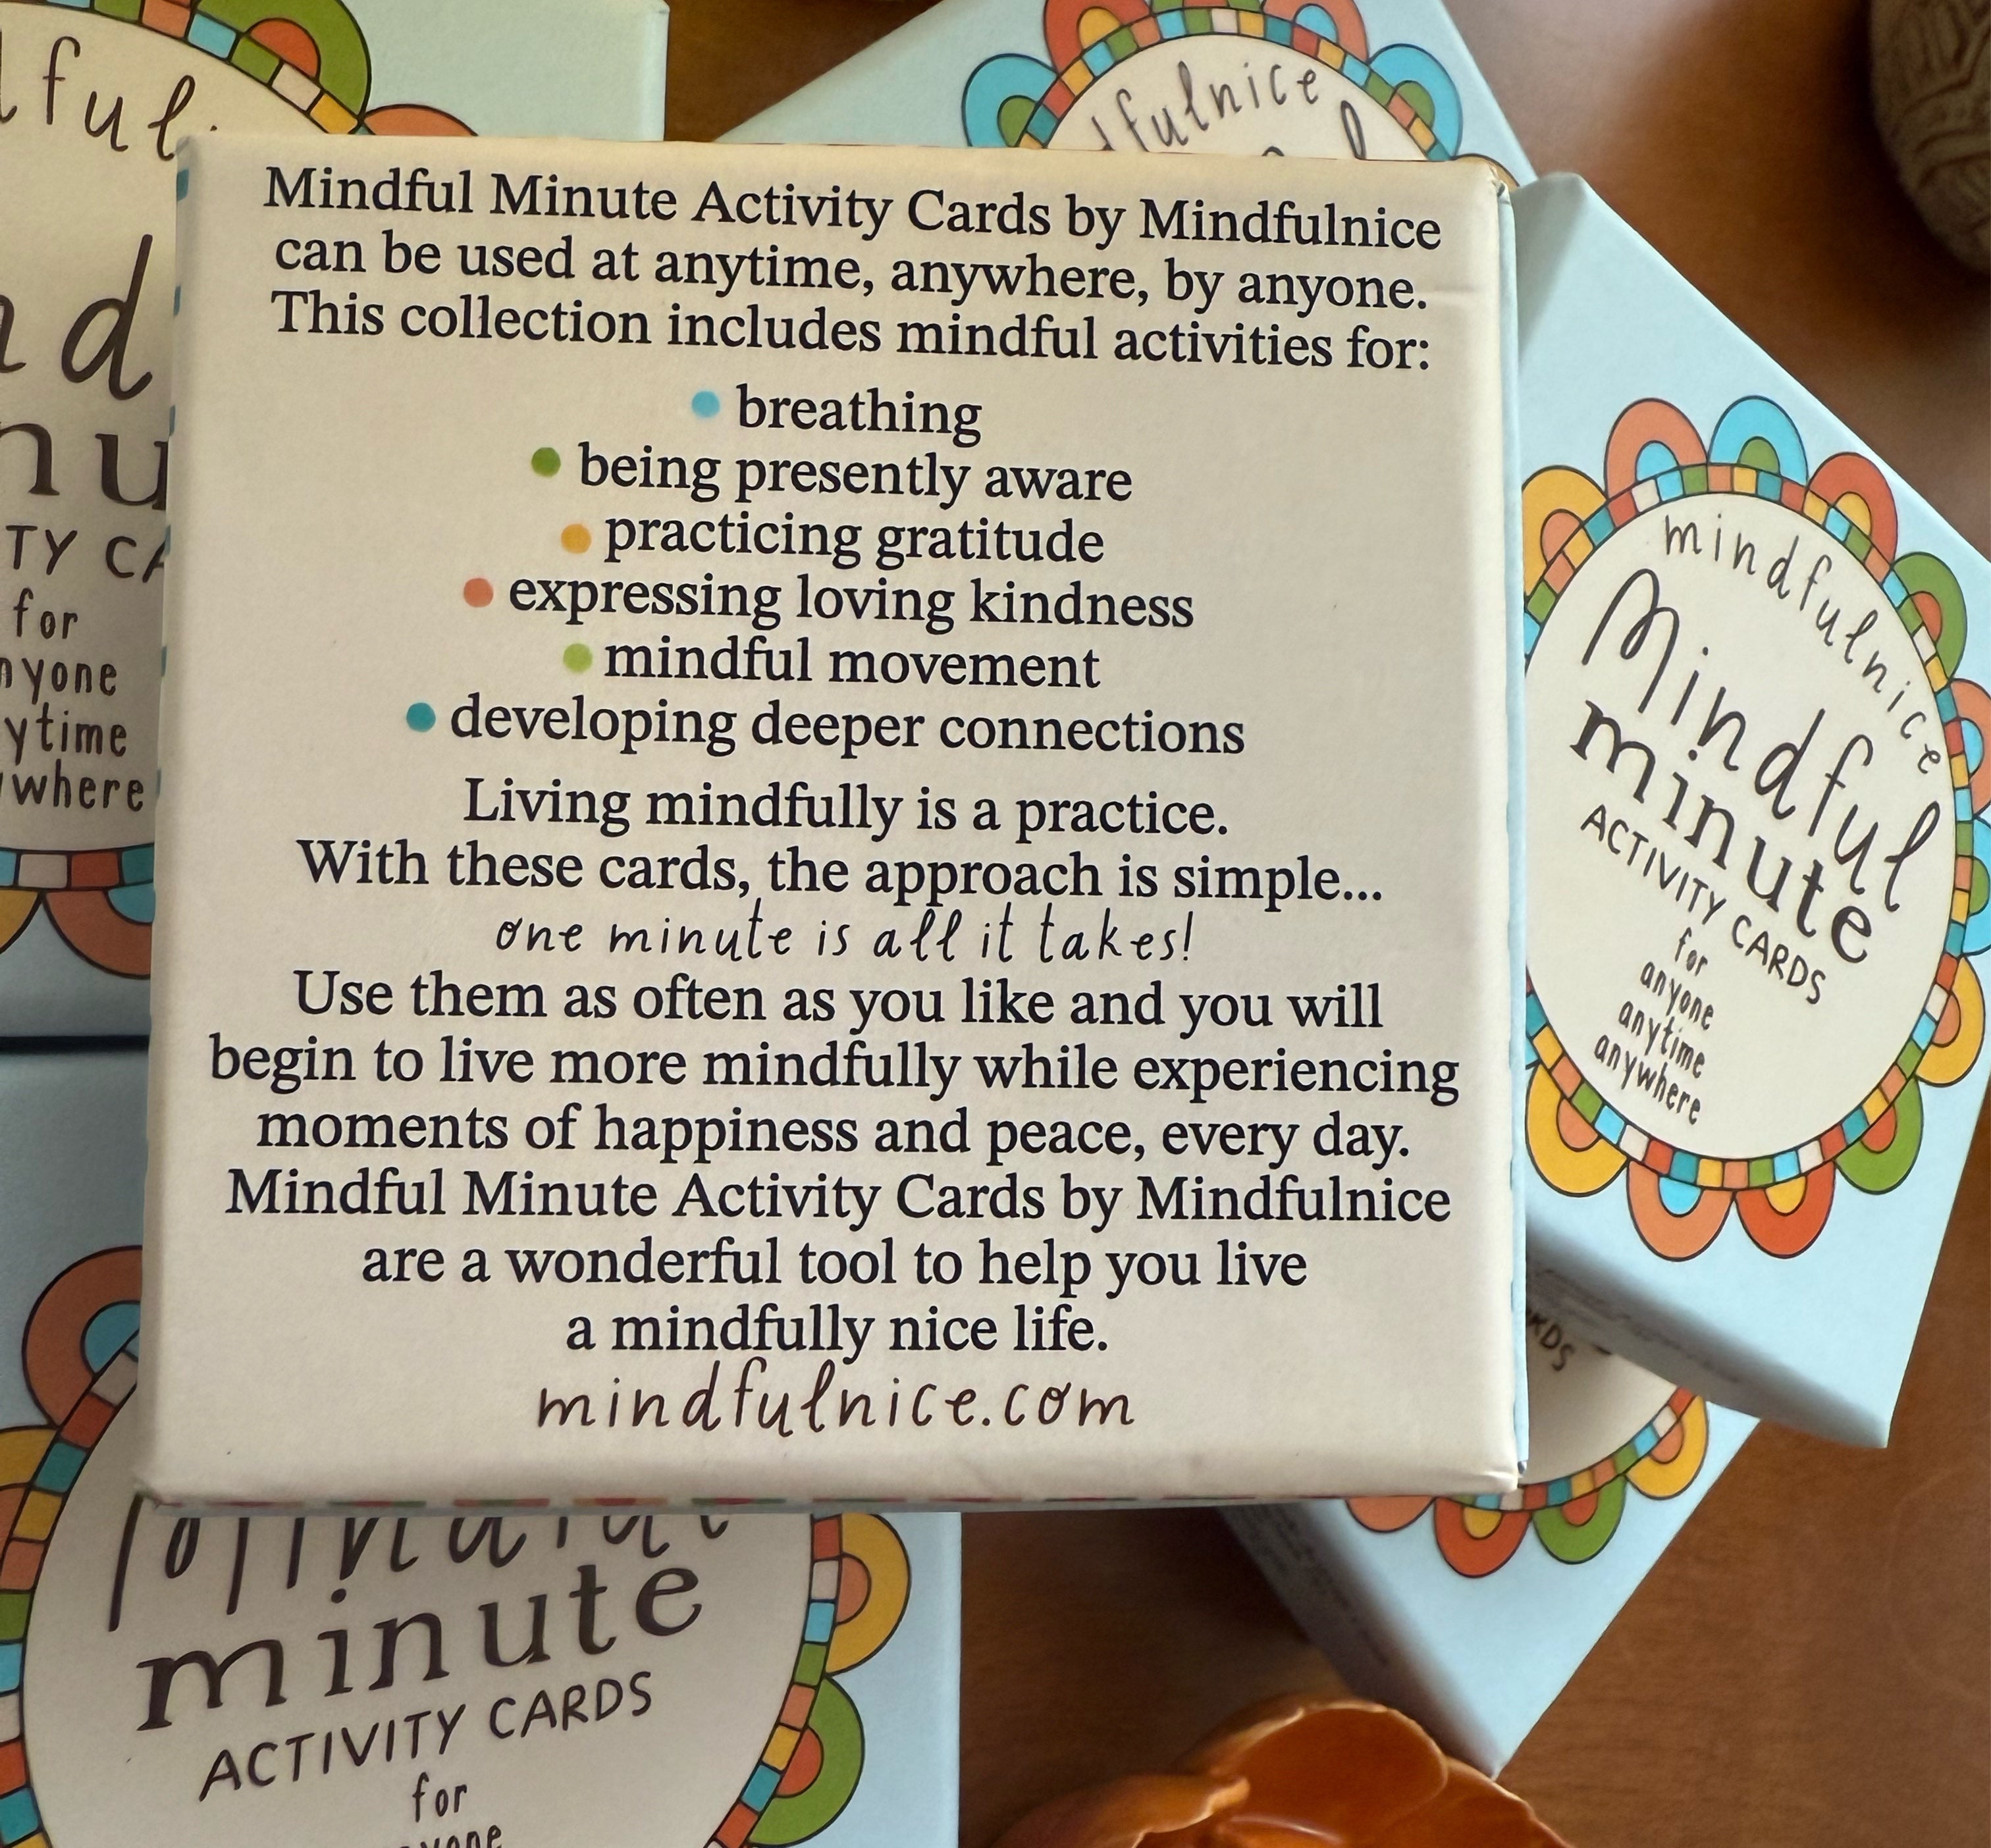 Mindful Minute Activity Cards by Mindfulnice
can be used at anytime, anywhere, by anyone.
This collection includes mindful activities for:
• breathing
• being presently aware
• practicing gratitude
• expressing loving kindness
• mindful movement
• developing deeper connections
Living mindfully is a practice.
With these cards, the approach is simple...
one minute is all it takes!
Use them as often as you like and you will
begin to live more mindfully while experiencing
moments of happiness and peace, every day.
Mindful Minute Activity Cards by Mindfulnice
are a wonderful tool to help you live
a mindfully nice life.
mindfulnice.com
mindfulnice
Mindful
minute
ACTIVITY CARDS
for
anyone
anytime
anywhere
minute
ACTIVITY CARDS
for
for